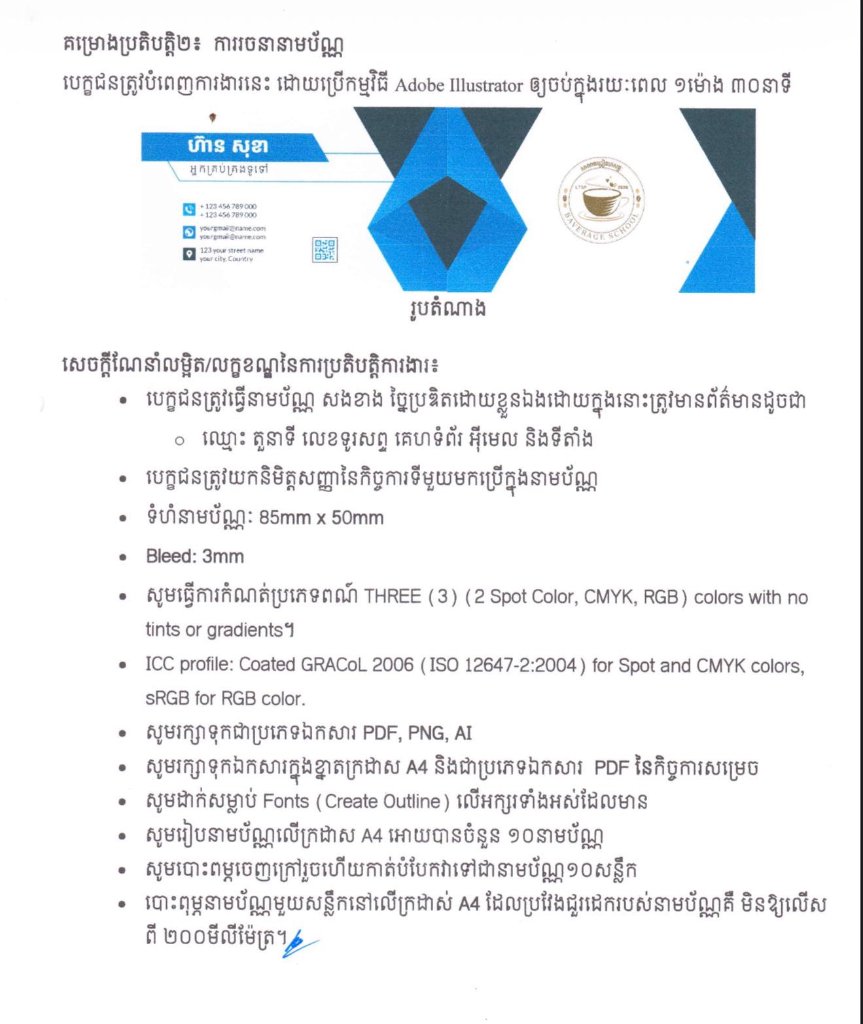 គម្រោងប្រតិបត្តិ២៖ ការរចនានាមប័ណ្ណ
បេក្ខជនត្រូវបំពេញការងារនេះ ដោយប្រើកម្មវិធី Adobe Illustrator ឲ្យចប់ក្នុងរយៈពេល ១ម៉ោង ៣០នាទី
ហ៊ាន សុខា
អ្នកគ្រប់គ្រងទូទៅ
+ 123 456 789 000
+ 123 456 789 000
yourgmail@name.com
yourgmail@name.com
123 your street name
your city, Country
BAVERAGE SCHOOL
រូបតំណាង
សេចក្តីណែនាំលម្អិត/លក្ខខណ្ឌនៃការប្រតិបត្តិការងារ៖
• បេក្ខជនត្រូវធ្វើនាមប័ណ្ណ សងខាង ច្នៃប្រឌិតដោយខ្លួនឯងដោយក្នុងនោះត្រូវមានព័ត៌មានដូចជា
o ឈ្មោះ តួនាទី លេខទូរសព្ទ គេហទំព័រ អ៊ីមេល និងទីតាំង
• បេក្ខជនត្រូវយកនិមិត្តសញ្ញានៃកិច្ចការទីមួយមកប្រើក្នុងនាមប័ណ្ណ
• ទំហំនាមប័ណ្ណៈ 85mm x 50mm
• Bleed: 3mm
• សូមធ្វើការកំណត់ប្រភេទពណ៍ THREE (3) (2 Spot Color, CMYK, RGB) colors with no
tints or gradients។
• ICC profile: Coated GRACoL 2006 (ISO 12647-2:2004) for Spot and CMYK colors,
sRGB for RGB color.
• សូមរក្សាទុកជាប្រភេទឯកសារ PDF, PNG, AI
• សូមរក្សាទុកឯកសារក្នុងខ្នាតក្រដាស A4 និងជាប្រភេទឯកសារ PDF នៃកិច្ចការសម្រេច
• សូមដាក់សម្លាប់ Fonts (Create Outline) លើអក្សរទាំងអស់ដែលមាន
• សូមរៀបនាមប័ណ្ណលើក្រដាស A4 អោយបានចំនួន ១០នាមប័ណ្ណ
• សូមបោះពម្ភចេញក្រៅរួចហើយកាត់បំបែកវាទៅជានាមប័ណ្ណ១០សន្លឹក
• បោះពុម្ភនាមប័ណ្ណមួយសន្លឹកនៅលើក្រដាស់ A4 ដែលប្រវែងជួរដេករបស់នាមប័ណ្ណគឺ មិនឱ្យលើស
ពី ២០០មីលីម៉ែត្រ។